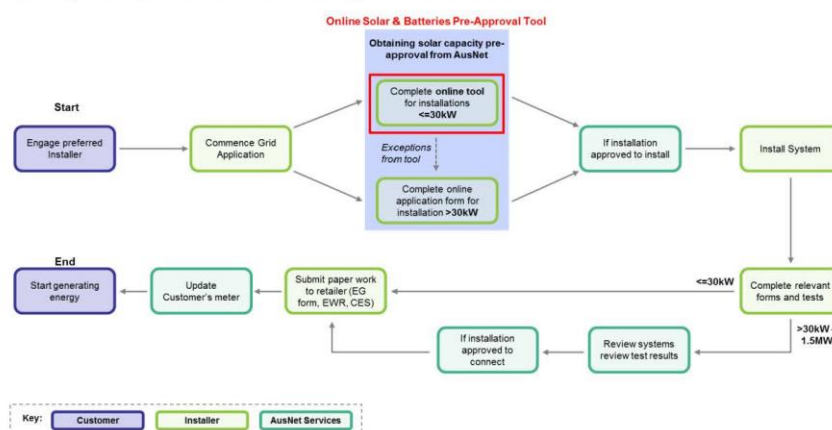 Online Solar & Batteries Pre-Approval Tool
Obtaining solar capacity pre-
approval from AusNet
Complete online tool
for installations
<=30kW
Start
Engage preferred
Installer
Commence Grid
Application
Exceptions
from tool
Complete online
application form for
installation >30kW
If installation
approved to install
Install System
End
Start generating
energy
Update
Customer's meter
Submit paper work
to retailer (EG
form, EWR, CES)
<=30kW
Complete relevant
forms and tests
>30kW -
1.5MW
If installation
approved to
connect
Review systems
review test results
Key:
Customer
Installer
AusNet Services